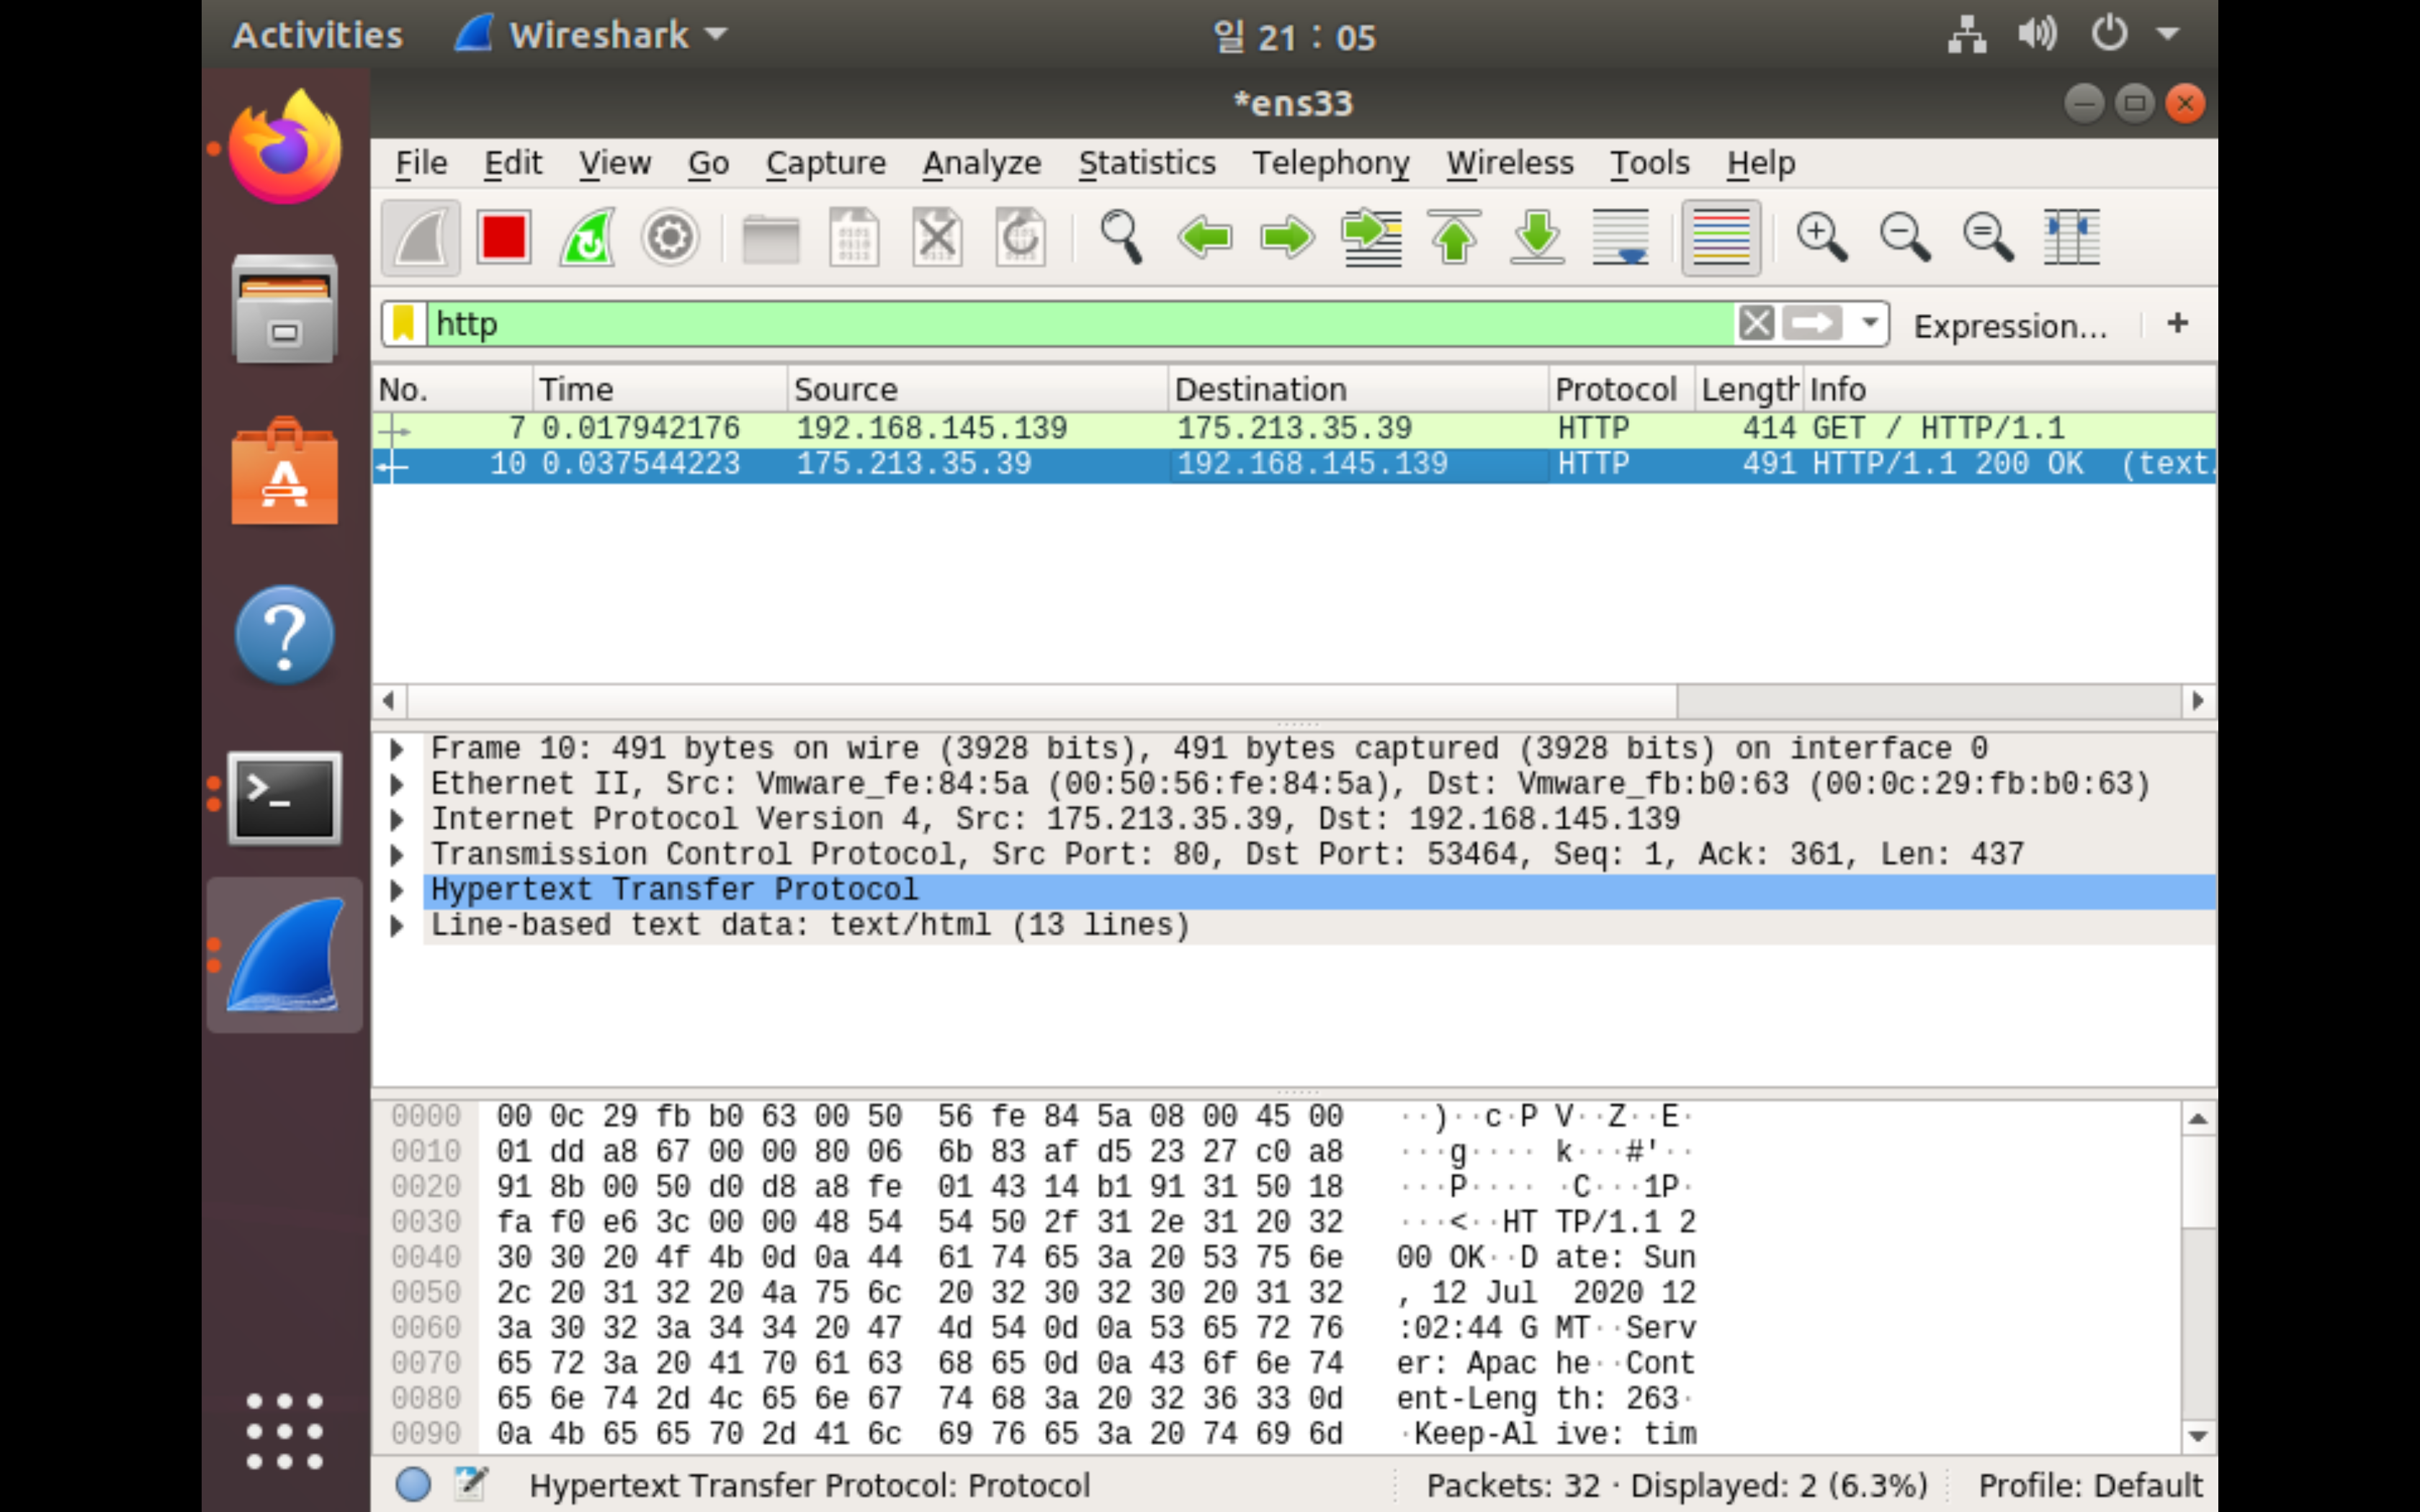 Activities Wireshark 일 21 : 05
*ens33
File Edit View Go Capture Analyze Statistics Telephony Wireless Tools Help
http Expression... +
No. Time Source Destination Protocol Length Info
7 0.017942176 192.168.145.139 175.213.35.39 HTTP 414 GET / HTTP/1.1
10 0.037544223 175.213.35.39 192.168.145.139 HTTP 491 HTTP/1.1 200 OK (text.
Frame 10: 491 bytes on wire (3928 bits), 491 bytes captured (3928 bits) on interface 0
Ethernet II, Src: Vmware_fe:84:5a (00:50:56:fe:84:5a), Dst: Vmware_fb:b0:63 (00:0c:29:fb:b0:63)
Internet Protocol Version 4, Src: 175.213.35.39, Dst: 192.168.145.139
Transmission Control Protocol, Src Port: 80, Dst Port: 53464, Seq: 1, Ack: 361, Len: 437
Hypertext Transfer Protocol
Line-based text data: text/html (13 lines)
0000 00 0c 29 fb b0 63 00 50 56 fe 84 5a 08 00 45 00 ··)··c·P V··Z··E·
0010 01 dd a8 67 00 00 80 06 6b 83 af d5 23 27 c0 a8 ···g···· k···#'··
0020 91 8b 00 50 d0 d8 a8 fe 01 43 14 b1 91 31 50 18 ···P···· ·C···1P·
0030 fa f0 e6 3c 00 00 48 54 54 50 2f 31 2e 31 20 32 ···<··HT TP/1.1 2
0040 30 30 20 4f 4b 0d 0a 44 61 74 65 3a 20 53 75 6e 00 OK··D ate: Sun
0050 2c 20 31 32 20 4a 75 6c 20 32 30 32 30 20 31 32 , 12 Jul 2020 12
0060 3a 30 32 3a 34 34 20 47 4d 54 0d 0a 53 65 72 76 :02:44 G MT··Serv
0070 65 72 3a 20 41 70 61 63 68 65 0d 0a 43 6f 6e 74 er: Apac he··Cont
0080 65 6e 74 2d 4c 65 6e 67 74 68 3a 20 32 36 33 0d ent-Leng th: 263·
0090 0a 4b 65 65 70 2d 41 6c 69 76 65 3a 20 74 69 6d ·Keep-Al ive: tim
Hypertext Transfer Protocol: Protocol Packets: 32 · Displayed: 2 (6.3%) Profile: Default